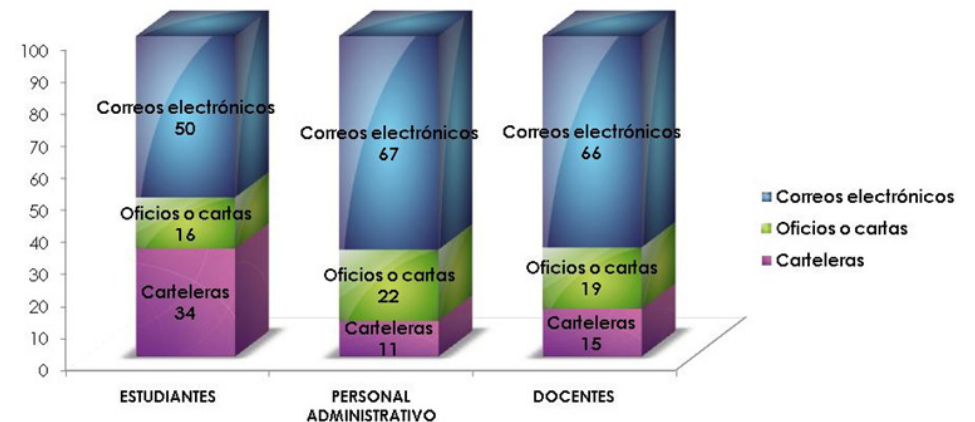 100
90
80
70
60
50
40
30
20
10
0
Correos electrónicos
50
Oficios o cartas
16
Carteleras
34
Correos electrónicos
67
Oficios o cartas
22
Carteleras
11
Correos electrónicos
66
Oficios o cartas
19
Carteleras
15
ESTUDIANTES
PERSONAL
ADMINISTRATIVO
DOCENTES
Correos electrónicos
Oficios o cartas
Carteleras